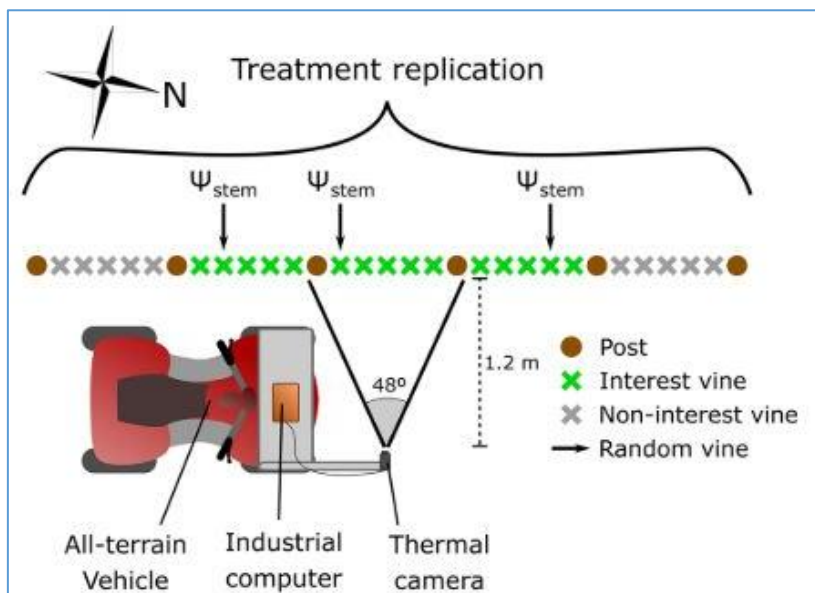 N
Treatment replication
Ψstem Ψstem Ψstem
48º
1.2 m
Post
Interest vine
Non-interest vine
Random vine
All-terrain
Vehicle
Industrial
computer
Thermal
camera